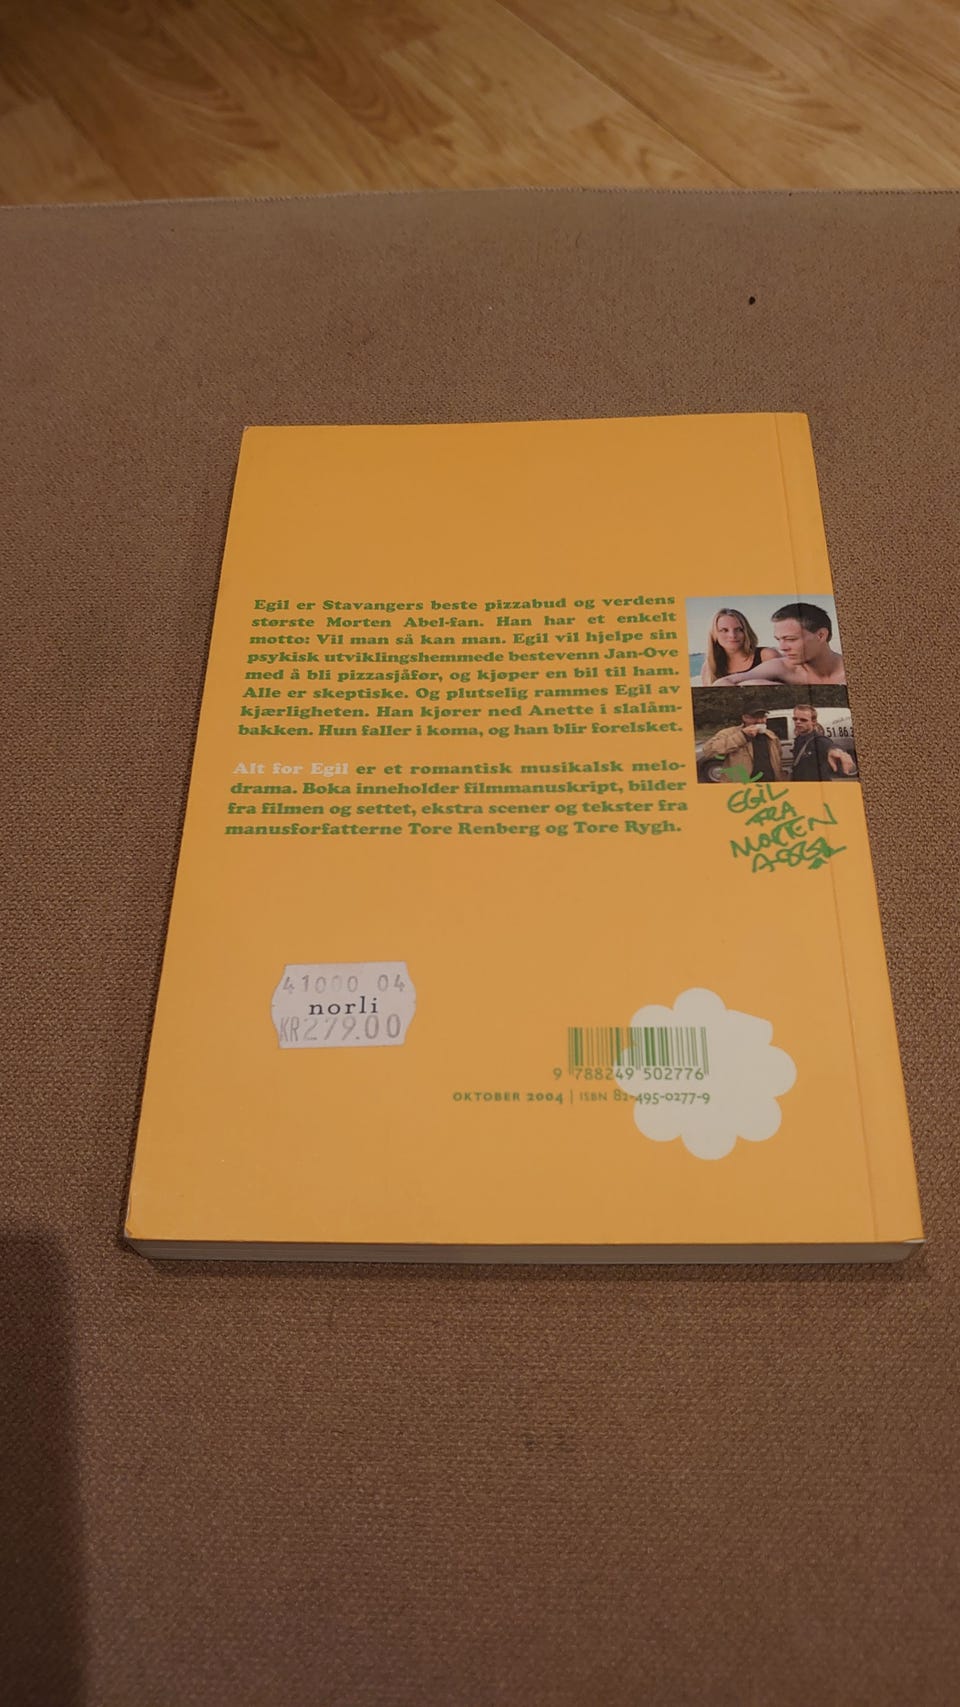 Egil er Stavangers beste pizzabud og verdens
største Morten Abel-fan. Han har et enkelt
motto: Vil man så kan man. Egil vil hjelpe sin
psykisk utviklingshemmede bestevenn Jan-Ove
med å bli pizzasjåfør, og kjøper en bil til ham.
Alle er skeptiske. Og plutselig rammes Egil av
kjærligheten. Han kjører ned Anette i slalåm-
bakken. Hun faller i koma, og han blir forelsket.
Alt for Egil er et romantisk musikalsk melo-
drama. Boka inneholder filmmanuskript, bilder
fra filmen og settet, ekstra scener og tekster fra
manusforfatterne Tore Renberg og Tore Rygh.
51 86
EGIL
FRA
MORTEN
ABEL
41000 04
norli
KR279.00
9 788249 502776
OKTOBER 2004 | ISBN 82-495-0277-9